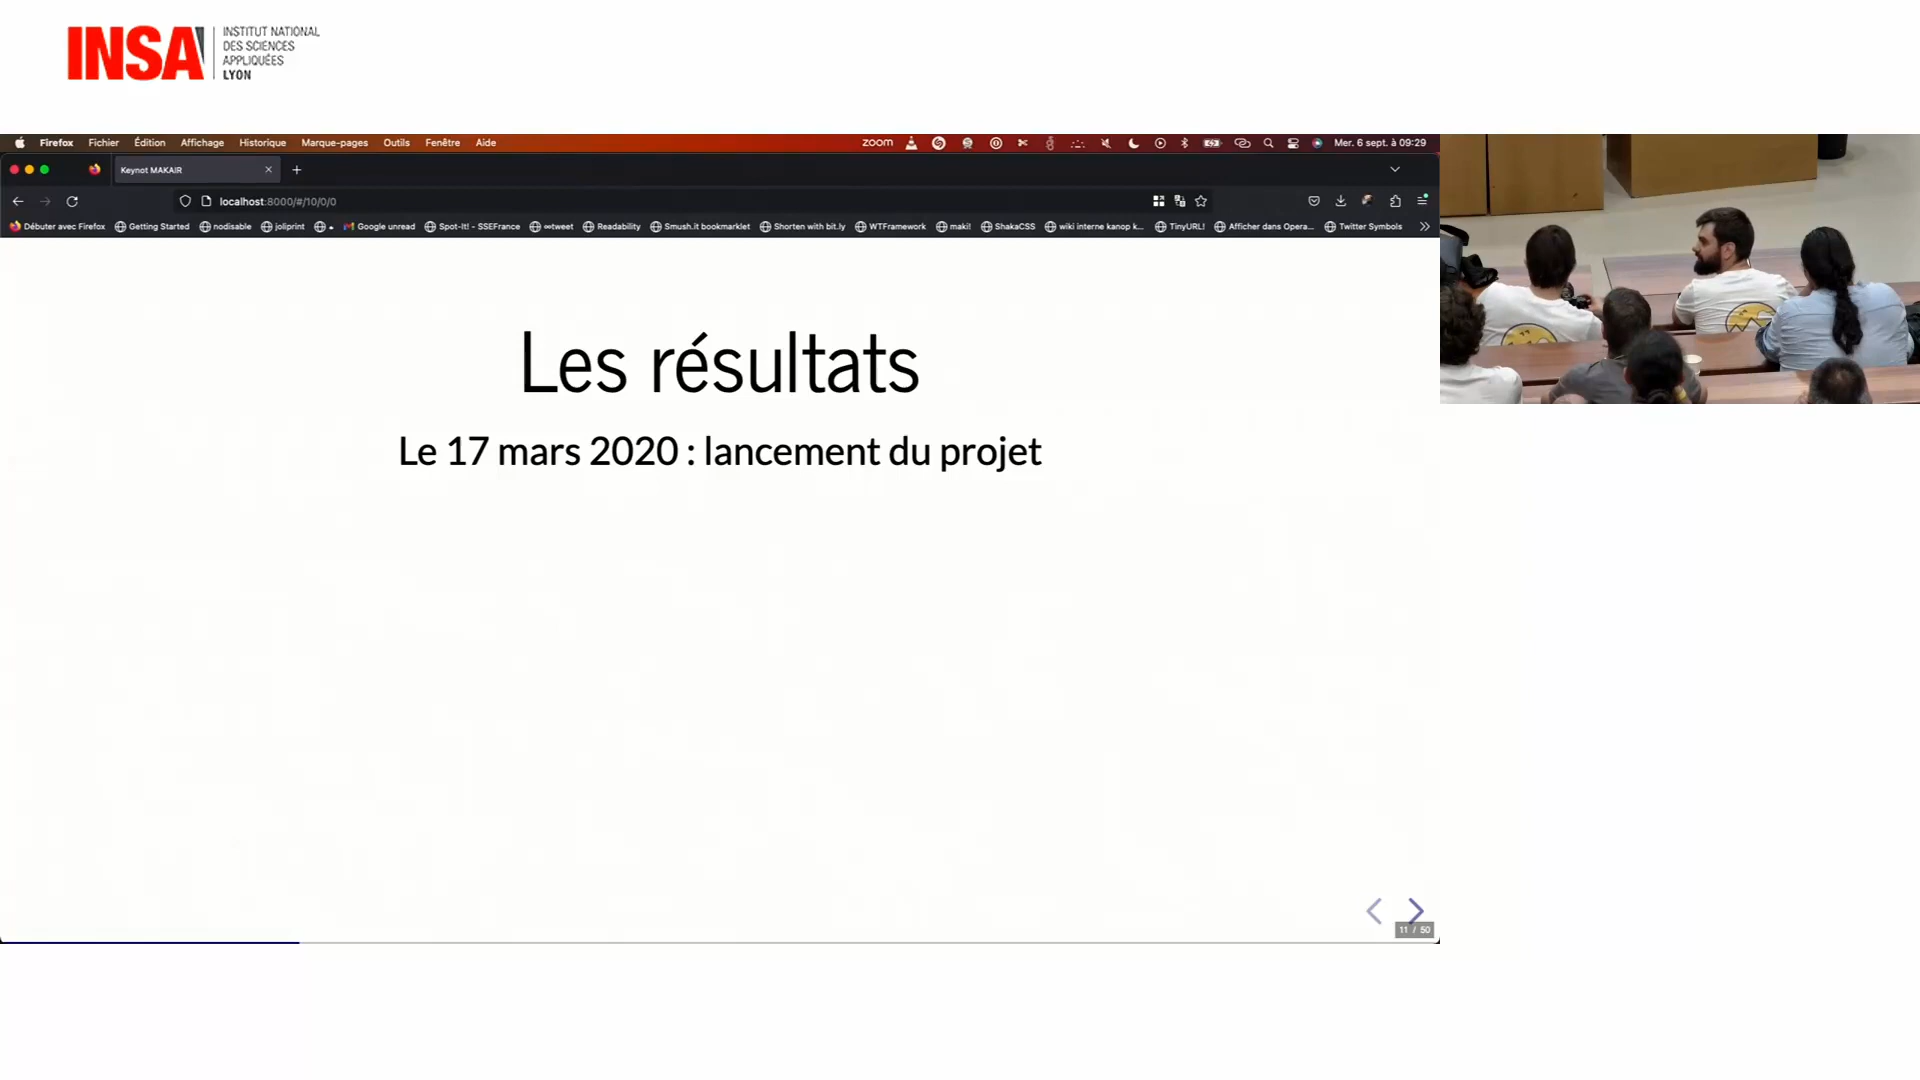 INSA
INSTITUT NATIONAL
DES SCIENCES
APPLIQUÉES
LYON
Firefox Fichier Édition Affichage Historique Marque-pages Outils Fenêtre Aide zoom Mer. 6 sept. à 09:29
Keynot MAKAIR
localhost:8000/#/10/0/0
Débuter avec Firefox Getting Started nodisable joliprint Google unread Spot-It! - SSEFrance ∞tweet Readability Smush.it bookmarklet Shorten with bit.ly WTFramework maki! ShakaCSS wiki interne kanop k... TinyURL! Afficher dans Opera... Twitter Symbols
Les résultats
Le 17 mars 2020 : lancement du projet
11 / 50